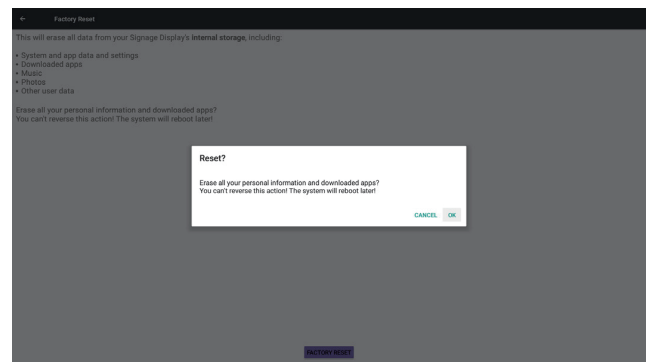 ← Factory Reset
This will erase all data from your Signage Display's internal storage, including:
• System and app data and settings
• Downloaded apps
• Music
• Photos
• Other user data
Erase all your personal information and downloaded apps?
You can't reverse this action! The system will reboot later!
Reset?
Erase all your personal information and downloaded apps?
You can't reverse this action! The system will reboot later!
CANCEL OK
FACTORY RESET